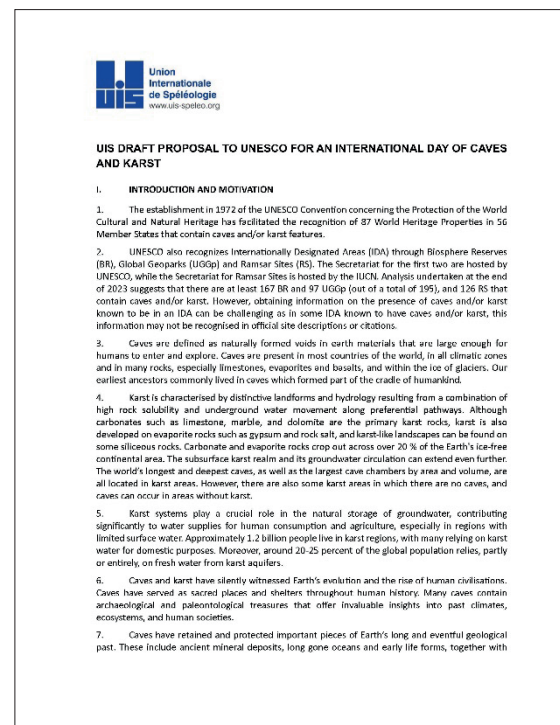 Union
Internationale
de Spéléologie
www.uis-speleo.org
uis
UIS DRAFT PROPOSAL TO UNESCO FOR AN INTERNATIONAL DAY OF CAVES
AND KARST
I. INTRODUCTION AND MOTIVATION
1. The establishment in 1972 of the UNESCO Convention concerning the Protection of the World
Cultural and Natural Heritage has facilitated the recognition of 87 World Heritage Properties in 56
Member States that contain caves and/or karst features.
2. UNESCO also recognizes Internationally Designated Areas (IDA) through Biosphere Reserves
(BR), Global Geoparks (UGGp) and Ramsar Sites (RS). The Secretariat for the first two are hosted by
UNESCO, while the Secretariat for Ramsar Sites is hosted by the IUCN. Analysis undertaken at the end
of 2023 suggests that there are at least 167 BR and 97 UGGp (out of a total of 195), and 126 RS that
contain caves and/or karst. However, obtaining information on the presence of caves and/or karst
known to be in an IDA can be challenging as in some IDA known to have caves and/or karst, this
information may not be recognised in official site descriptions or citations.
3. Caves are defined as naturally formed voids in earth materials that are large enough for
humans to enter and explore. Caves are present in most countries of the world, in all climatic zones
and in many rocks, especially limestones, evaporites and basalts, and within the ice of glaciers. Our
earliest ancestors commonly lived in caves which formed part of the cradle of humankind.
4. Karst is characterised by distinctive landforms and hydrology resulting from a combination of
high rock solubility and underground water movement along preferential pathways. Although
carbonates such as limestone, marble, and dolomite are the primary karst rocks, karst is also
developed on evaporite rocks such as gypsum and rock salt, and karst-like landscapes can be found on
some siliceous rocks. Carbonate and evaporite rocks crop out across over 20 % of the Earth's ice-free
continental area. The subsurface karst realm and its groundwater circulation can extend even further.
The world's longest and deepest caves, as well as the largest cave chambers by area and volume, are
all located in karst areas. However, there are also some karst areas in which there are no caves, and
caves can occur in areas without karst.
5. Karst systems play a crucial role in the natural storage of groundwater, contributing
significantly to water supplies for human consumption and agriculture, especially in regions with
limited surface water. Approximately 1.2 billion people live in karst regions, with many relying on karst
water for domestic purposes. Moreover, around 20-25 percent of the global population relies, partly
or entirely, on fresh water from karst aquifers.
6. Caves and karst have silently witnessed Earth's evolution and the rise of human civilisations.
Caves have served as sacred places and shelters throughout human history. Many caves contain
archaeological and paleontological treasures that offer invaluable insights into past climates,
ecosystems, and human societies.
7. Caves have retained and protected important pieces of Earth's long and eventful geological
past. These include ancient mineral deposits, long gone oceans and early life forms, together with